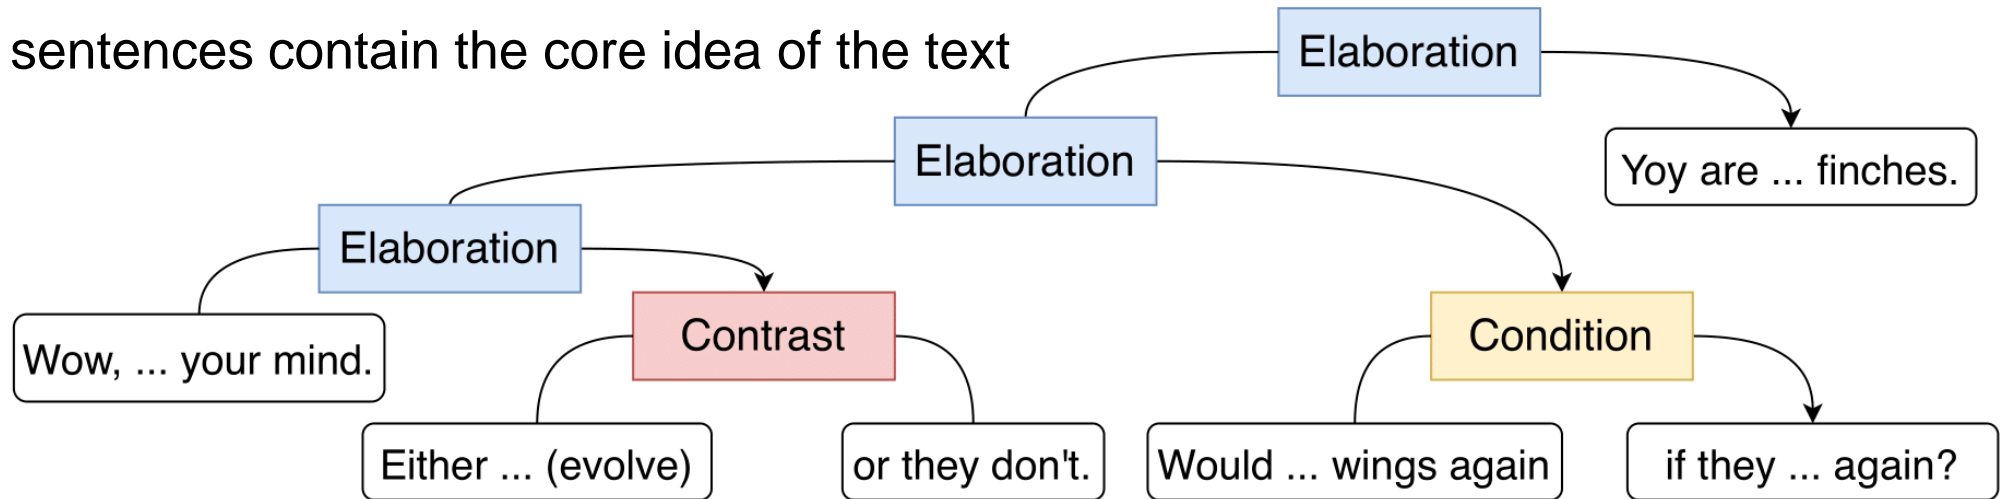 sentences contain the core idea of the text
Elaboration
Elaboration
Yoy are ... finches.
Elaboration
Contrast
Condition
Wow, ... your mind.
Either ... (evolve)
or they don't.
Would ... wings again
if they ... again?